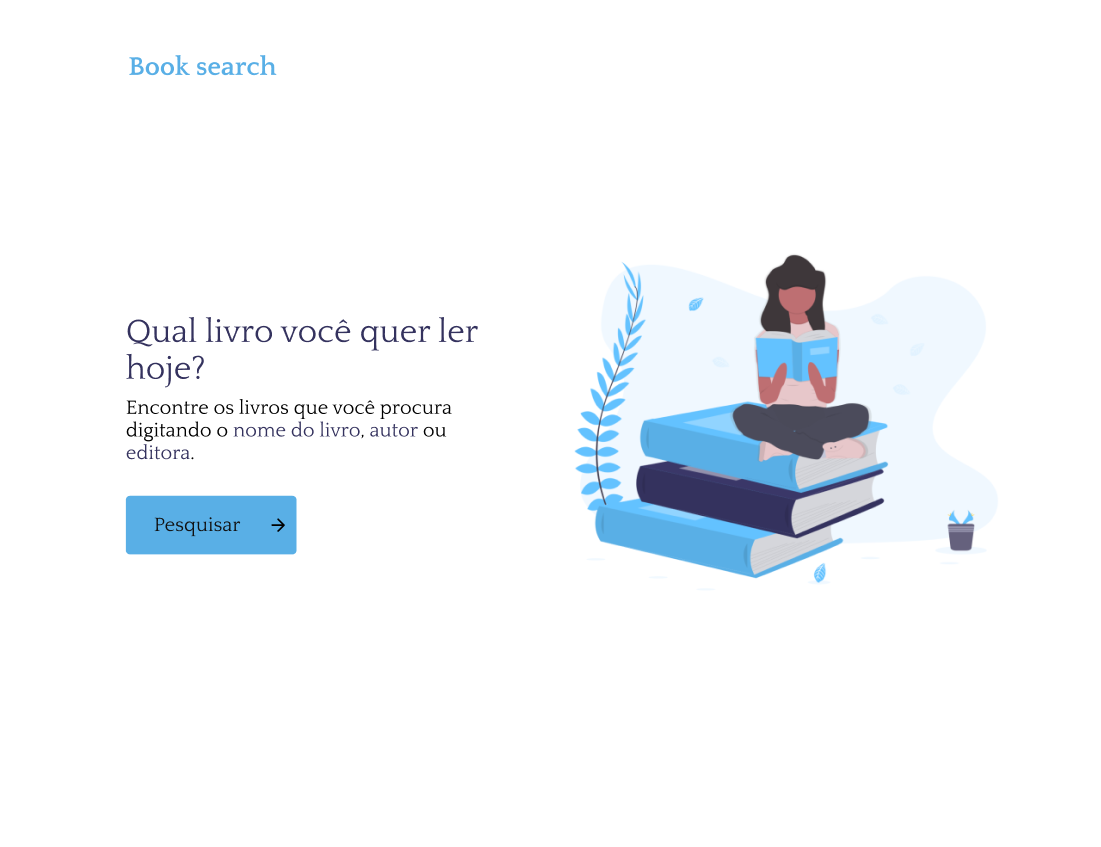 Book search
Qual livro você quer ler
hoje?
Encontre os livros que você procura
digitando o nome do livro, autor ou
editora.
Pesquisar